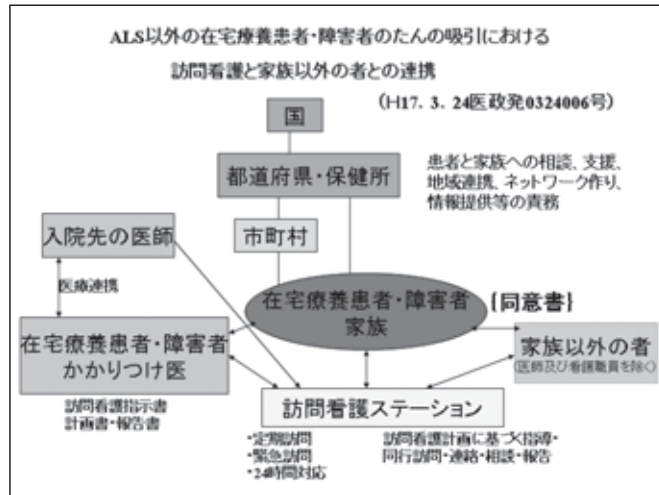 ALS以外の在宅療養患者・障害者のたんの吸引における
訪問看護と家族以外の者との連携
（H17. 3. 24医政発0324006号）
国
都道府県・保健所
患者と家族への相談、支援、
地域連携、ネットワーク作り、
情報提供等の責務
市町村
入院先の医師
医療連携
在宅療養患者・障害者
家族
{同意書}
在宅療養患者・障害者
かかりつけ医
家族以外の者
(医師及び看護職員を除く)
訪問看護指示書
計画書・報告書
訪問看護ステーション
・定期訪問
・緊急訪問
・24時間対応
訪問看護計画に基づく指導・
同行訪問・連絡・相談・報告